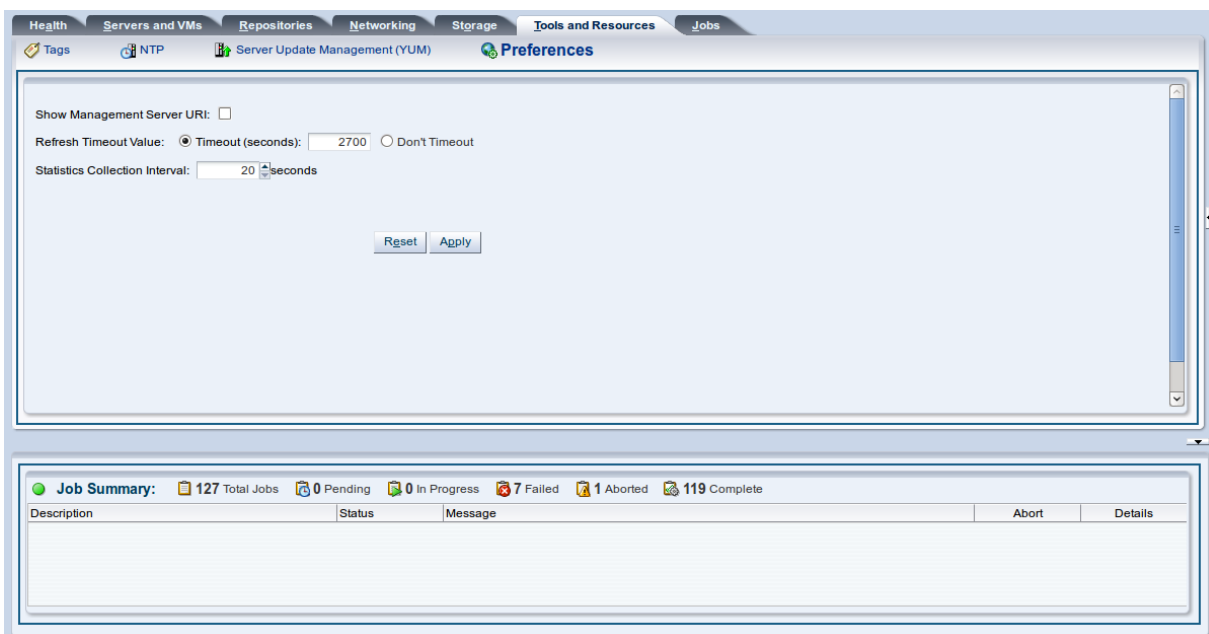 Health Servers and VMs Repositories Networking Storage Tools and Resources Jobs
Tags NTP Server Update Management (YUM) Preferences
Show Management Server URI:
Refresh Timeout Value: Timeout (seconds): 2700 Don't Timeout
Statistics Collection Interval: 20 seconds
Reset Apply
Job Summary: 127 Total Jobs 0 Pending 0 In Progress 7 Failed 1 Aborted 119 Complete
Description Status Message Abort Details